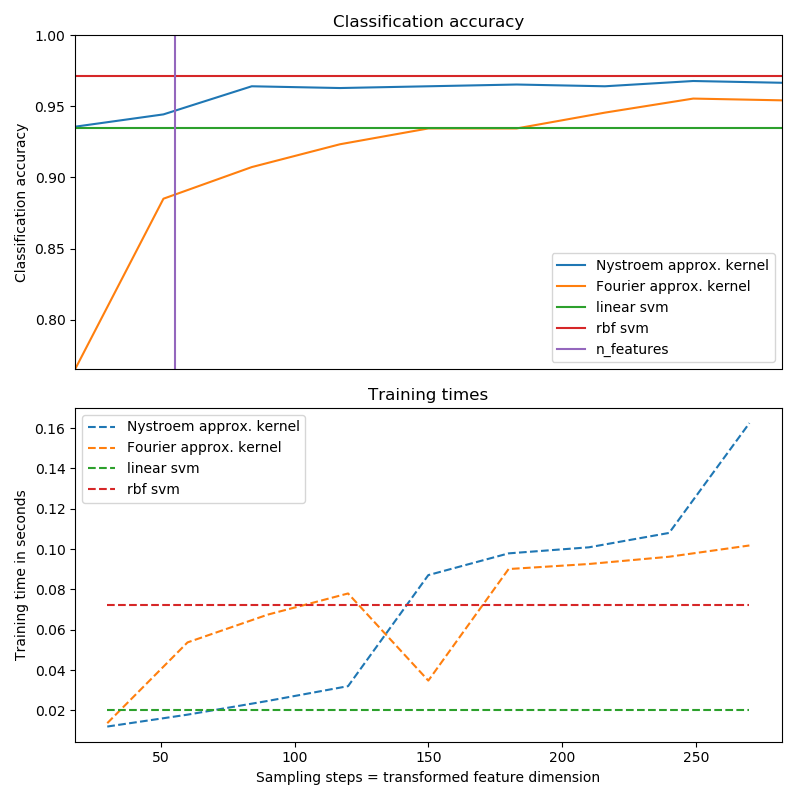 Classification accuracy
1.00
0.95
0.90
0.85
0.80
Classification accuracy
Nystroem approx. kernel
Fourier approx. kernel
linear svm
rbf svm
n_features
Training times
0.16
0.14
0.12
0.10
0.08
0.06
0.04
0.02
Training time in seconds
Nystroem approx. kernel
Fourier approx. kernel
linear svm
rbf svm
50
100
150
200
250
Sampling steps = transformed feature dimension